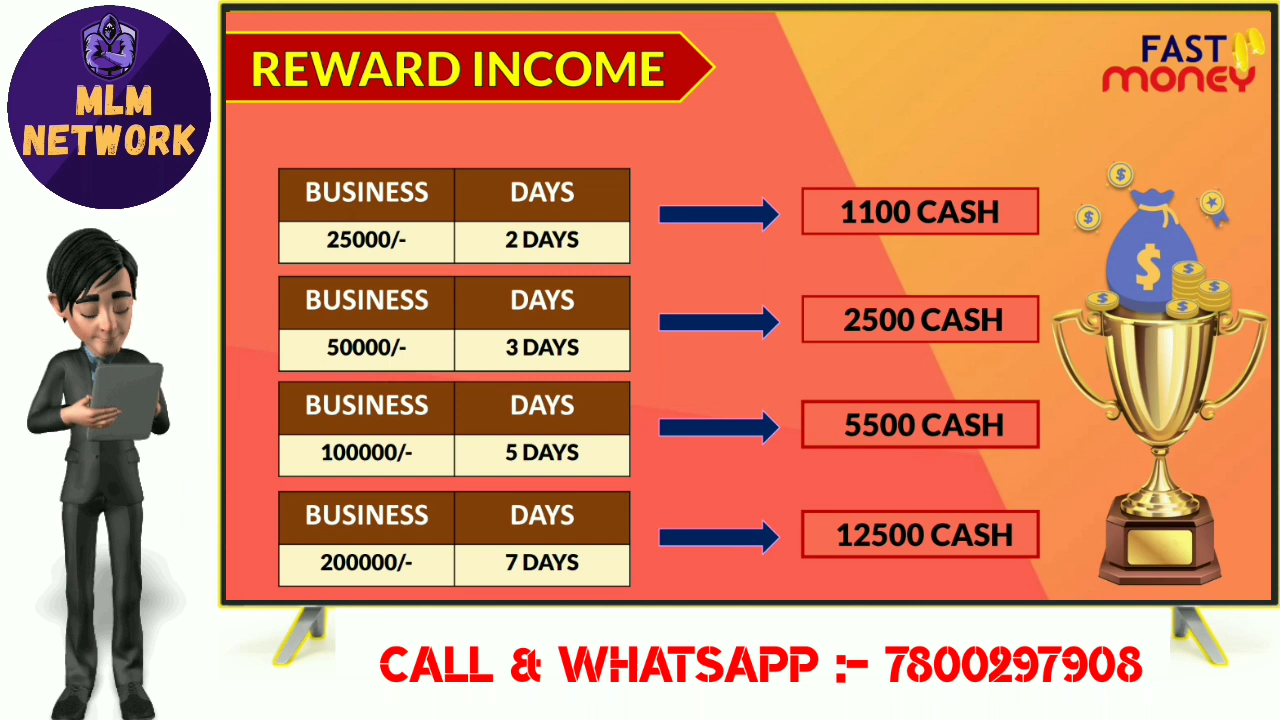 MLM
NETWORK
REWARD INCOME
FAST
MONEY
BUSINESS DAYS
25000/- 2 DAYS
1100 CASH
BUSINESS DAYS
50000/- 3 DAYS
2500 CASH
BUSINESS DAYS
100000/- 5 DAYS
5500 CASH
BUSINESS DAYS
200000/- 7 DAYS
12500 CASH
CALL & WHATSAPP :- 7800297908